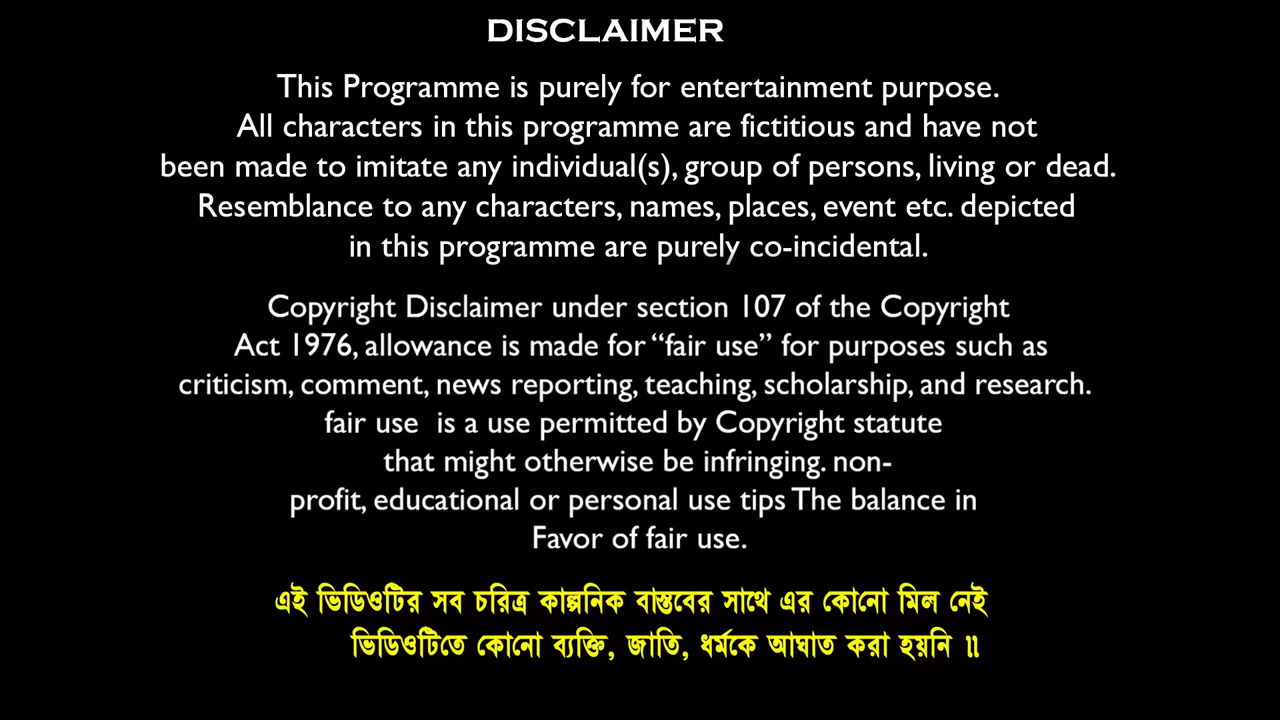 DISCLAIMER
This Programme is purely for entertainment purpose.
All characters in this programme are fictitious and have not
been made to imitate any individual(s), group of persons, living or dead.
Resemblance to any characters, names, places, event etc. depicted
in this programme are purely co-incidental.
Copyright Disclaimer under section 107 of the Copyright
Act 1976, allowance is made for “fair use” for purposes such as
criticism, comment, news reporting, teaching, scholarship, and research.
fair use is a use permitted by Copyright statute
that might otherwise be infringing. non-
profit, educational or personal use tips The balance in
Favor of fair use.
এই ভিডিওটির সব চরিত্র কাল্পনিক বাস্তবের সাথে এর কোনো মিল নেই
ভিডিওটিতে কোনো ব্যক্তি, জাতি, ধর্মকে আঘাত করা হয়নি ॥